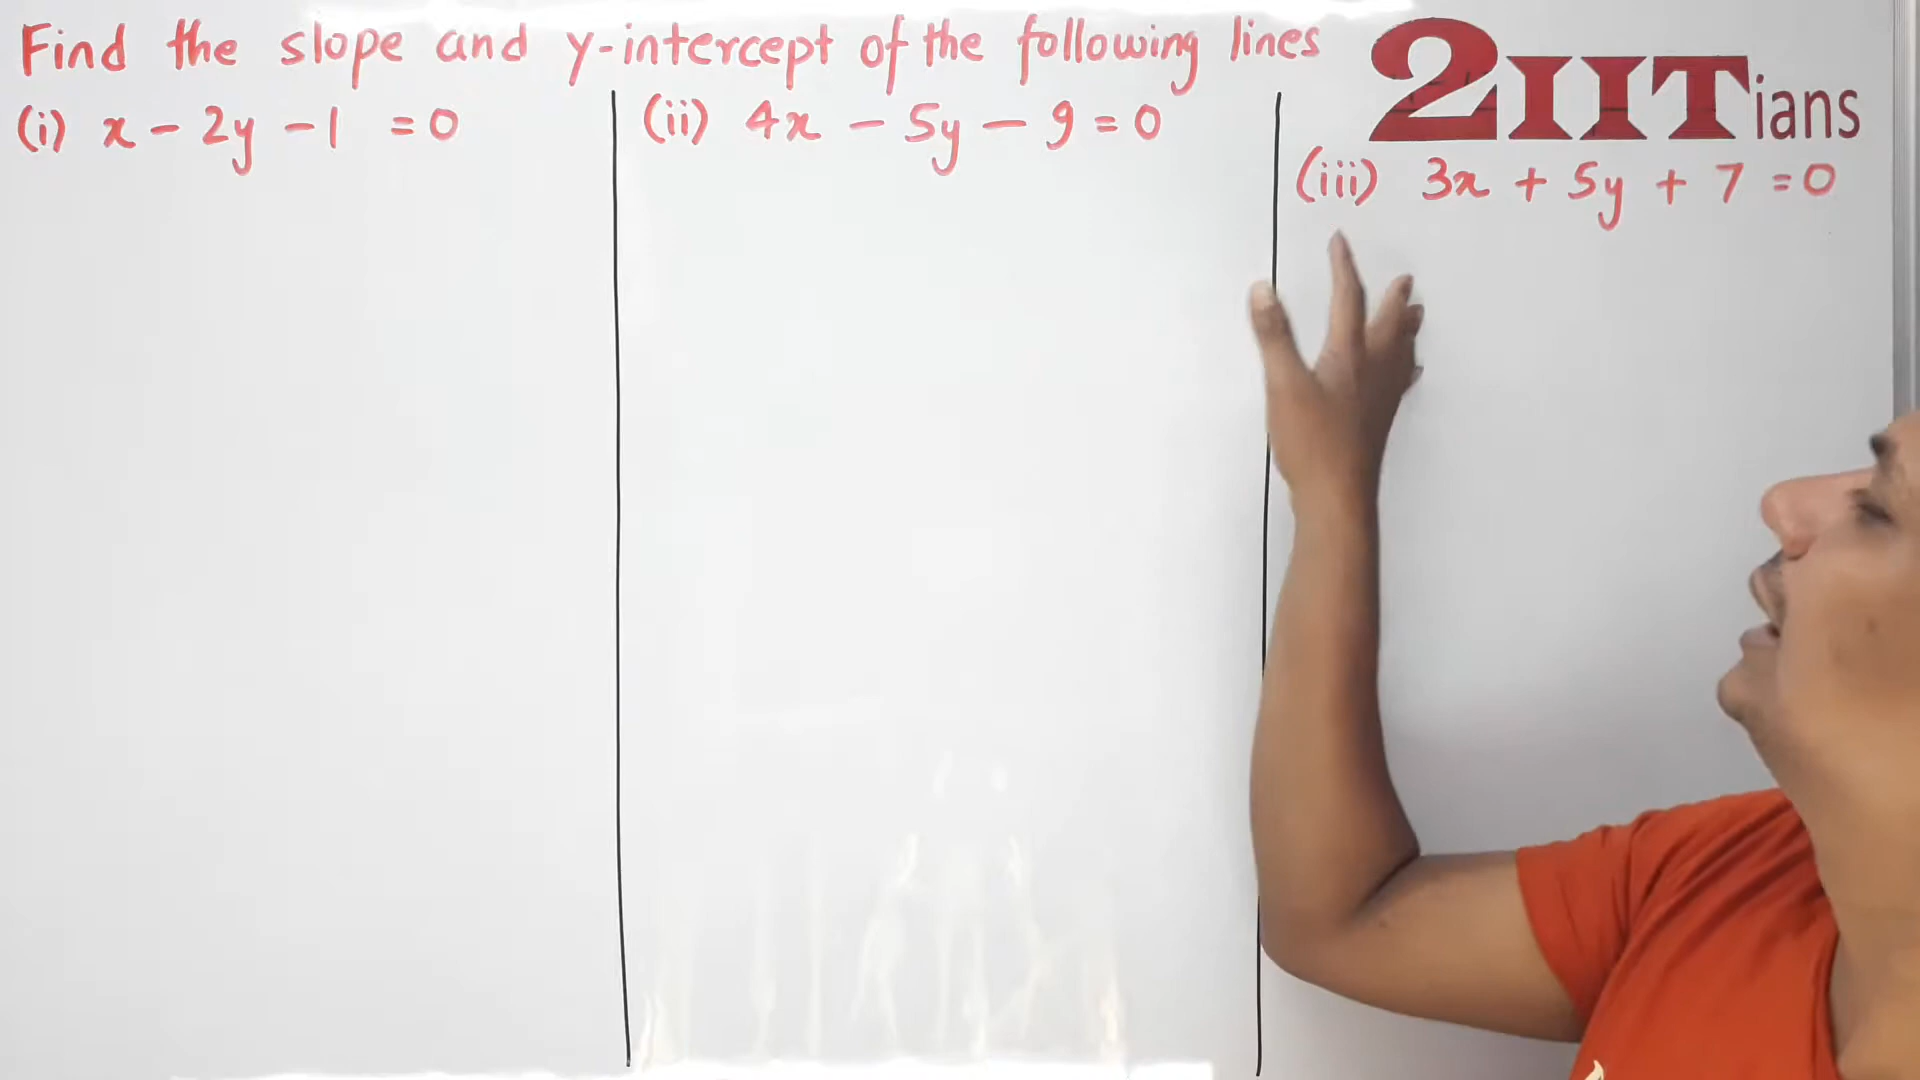 Find the slope and y-intercept of the following lines
2IITians
(i) x - 2y - 1 = 0
(ii) 4x - 5y - 9 = 0
(iii) 3x + 5y + 7 = 0